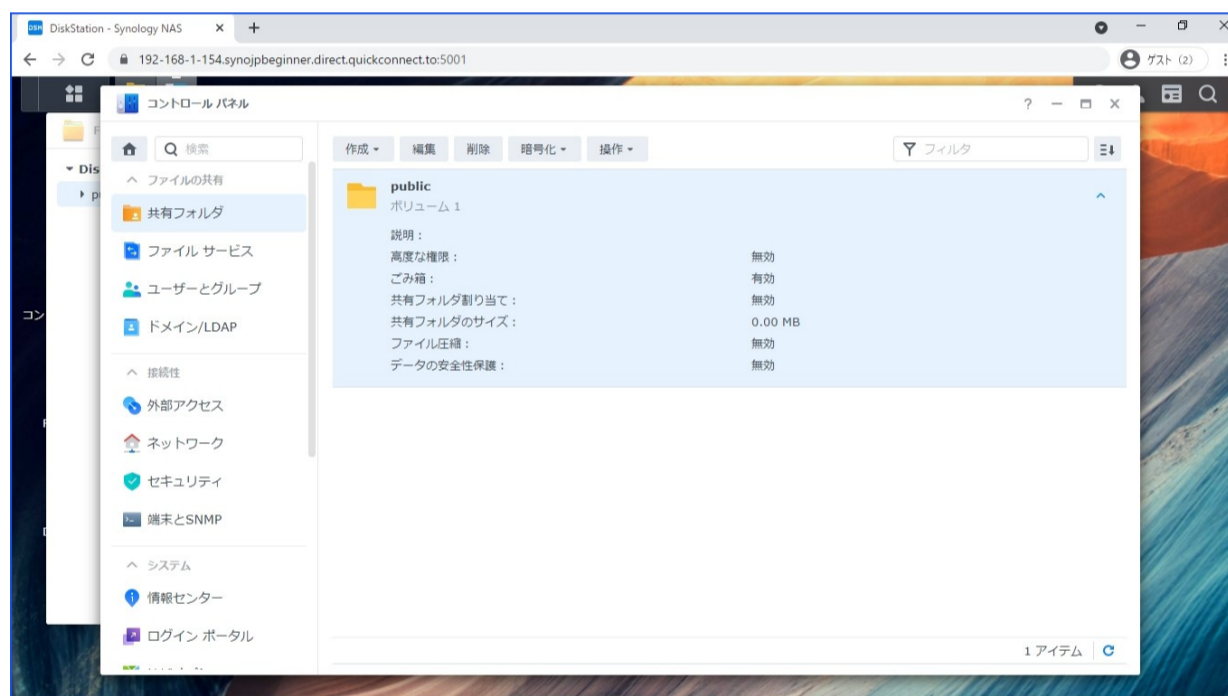 DSM DiskStation - Synology NAS
192-168-1-154.synojpbeginner.direct.quickconnect.to:5001
ゲスト (2)
コントロール パネル
F
Dis
コン
検索
ファイルの共有
共有フォルダ
ファイル サービス
ユーザーとグループ
ドメイン/LDAP
接続性
外部アクセス
ネットワーク
セキュリティ
端末とSNMP
システム
情報センター
ログイン ポータル
作成 編集 削除 暗号化 操作 フィルタ
public
ボリューム 1
説明 :
高度な権限 : 無効
ごみ箱 : 有効
共有フォルダ割り当て : 無効
共有フォルダのサイズ : 0.00 MB
ファイル圧縮 : 無効
データの安全性保護 : 無効
1 アイテム